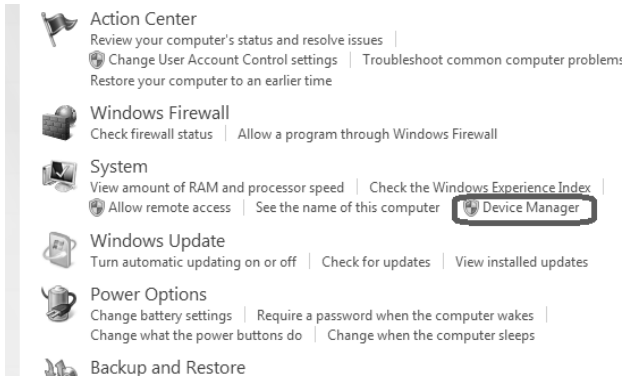 Action Center
Review your computer's status and resolve issues
Change User Account Control settings Troubleshoot common computer problems
Restore your computer to an earlier time
Windows Firewall
Check firewall status Allow a program through Windows Firewall
System
View amount of RAM and processor speed Check the Windows Experience Index
Allow remote access See the name of this computer Device Manager
Windows Update
Turn automatic updating on or off Check for updates View installed updates
Power Options
Change battery settings Require a password when the computer wakes
Change what the power buttons do Change when the computer sleeps
Backup and Restore